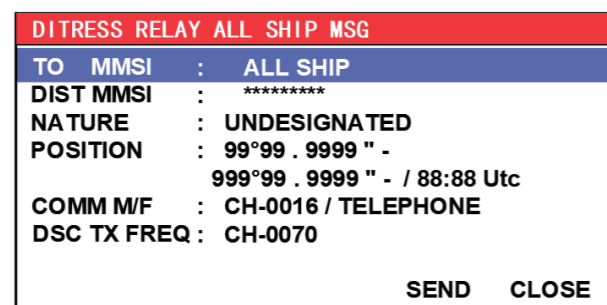 DITRESS RELAY ALL SHIP MSG
TO MMSI : ALL SHIP
DIST MMSI : *********
NATURE : UNDESIGNATED
POSITION : 99°99 . 9999 " -
999°99 . 9999 " - / 88:88 Utc
COMM M/F : CH-0016 / TELEPHONE
DSC TX FREQ : CH-0070
SEND CLOSE